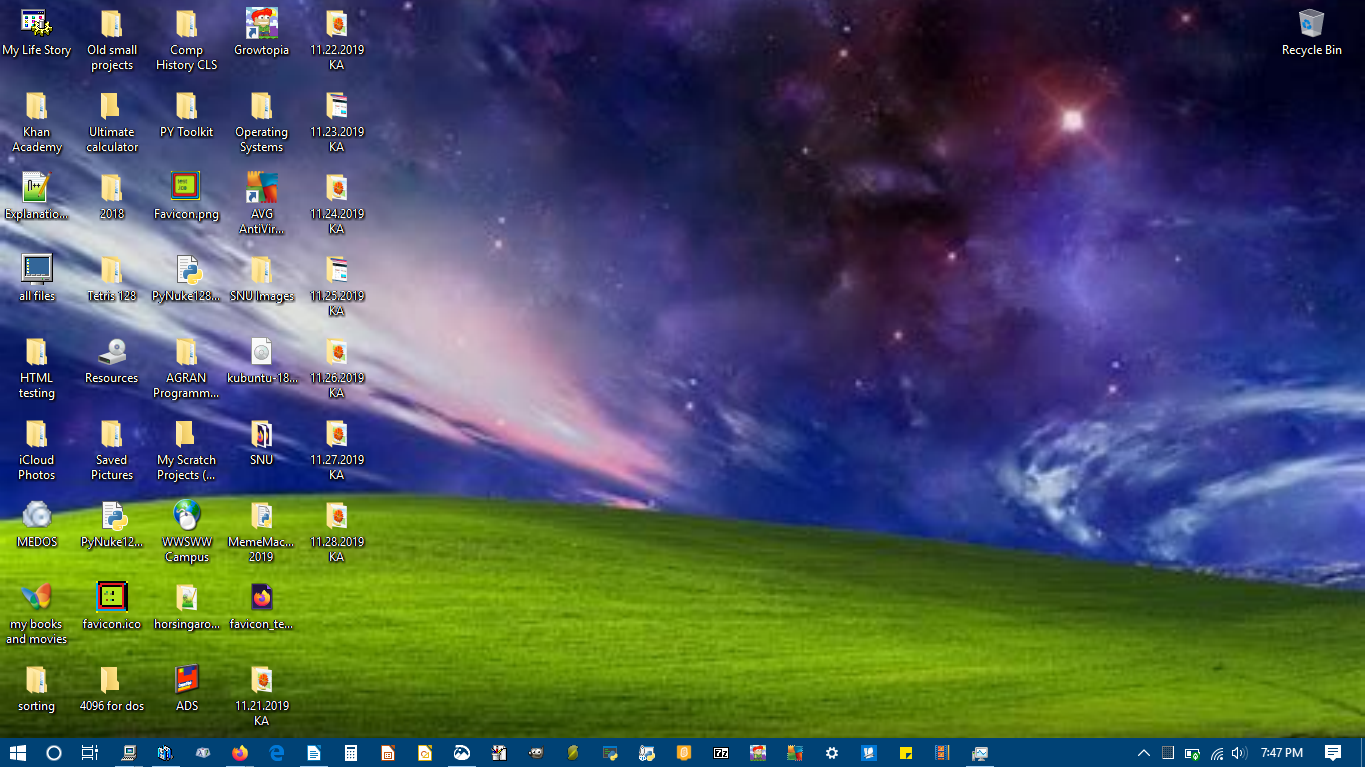 My Life Story
Old small
projects
Comp
History CLS
Growtopia
11.22.2019
KA
Recycle Bin
Khan
Academy
Ultimate
calculator
PY Toolkit
Operating
Systems
11.23.2019
KA
Explanatio...
2018
Favicon.png
AVG
AntiVir...
11.24.2019
KA
all files
Tetris 128
PyNuke128...
SNU Images
11.25.2019
KA
HTML
testing
Resources
AGRAN
Programm...
kubuntu-18...
11.26.2019
KA
iCloud
Photos
Saved
Pictures
My Scratch
Projects (...
SNU
11.27.2019
KA
MEDOS
PyNuke12...
WWSWW
Campus
MemeMac...
2019
11.28.2019
KA
my books
and movies
favicon.ico
horsingaro...
favicon_te...
sorting
4096 for dos
ADS
11.21.2019
KA
7:47 PM